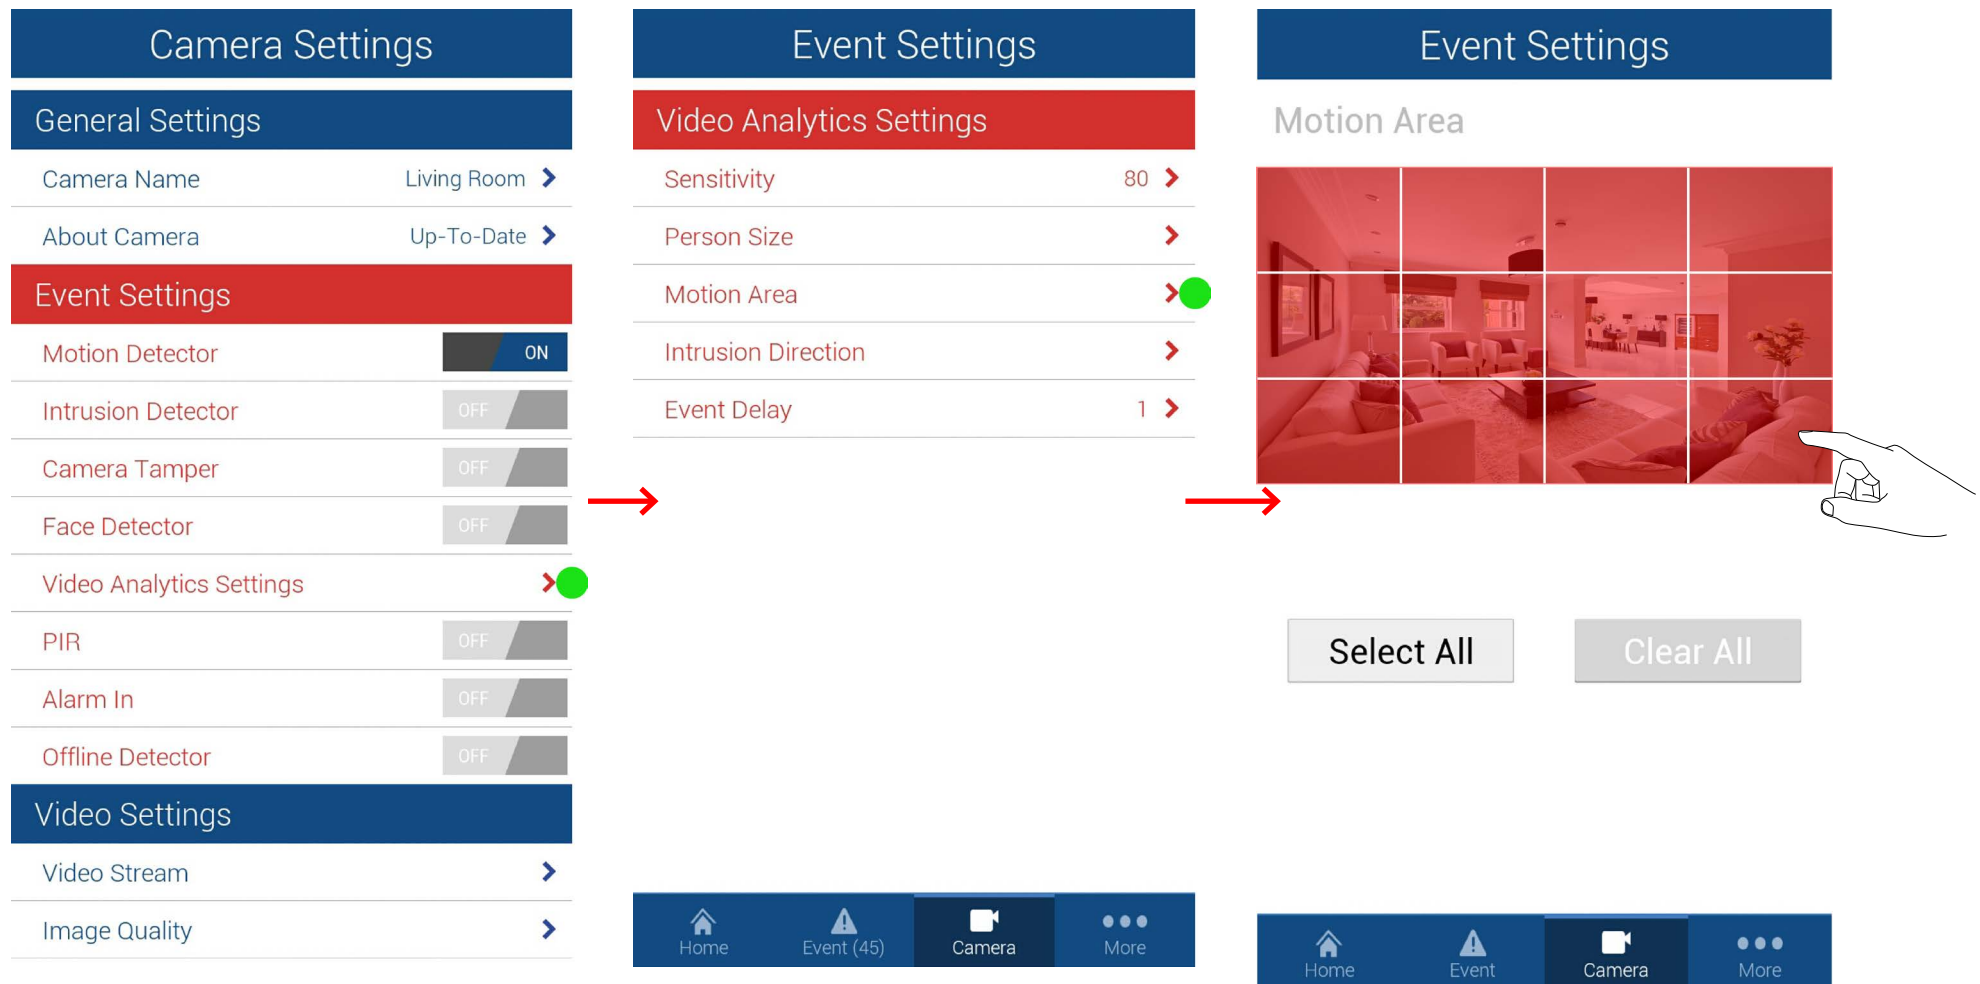 Camera Settings
General Settings
Camera Name Living Room
About Camera Up-To-Date
Event Settings
Motion Detector ON
Intrusion Detector OFF
Camera Tamper OFF
Face Detector OFF
Video Analytics Settings
PIR OFF
Alarm In OFF
Offline Detector OFF
Video Settings
Video Stream
Image Quality
Event Settings
Video Analytics Settings
Sensitivity 80
Person Size
Motion Area
Intrusion Direction
Event Delay 1
Home Event (45) Camera More
Event Settings
Motion Area
Select All Clear All
Home Event Camera More